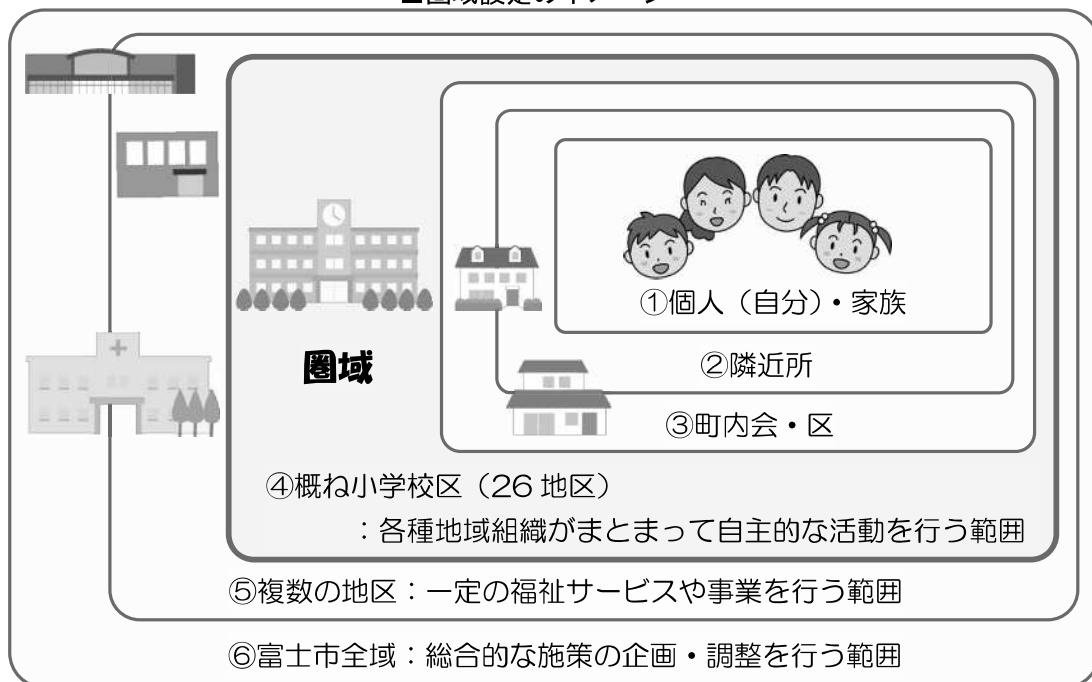 ①個人（自分）・家族
②隣近所
圏域
③町内会・区
④概ね小学校区（26 地区）
：各種地域組織がまとまって自主的な活動を行う範囲
⑤複数の地区：一定の福祉サービスや事業を行う範囲
⑥富士市全域：総合的な施策の企画・調整を行う範囲